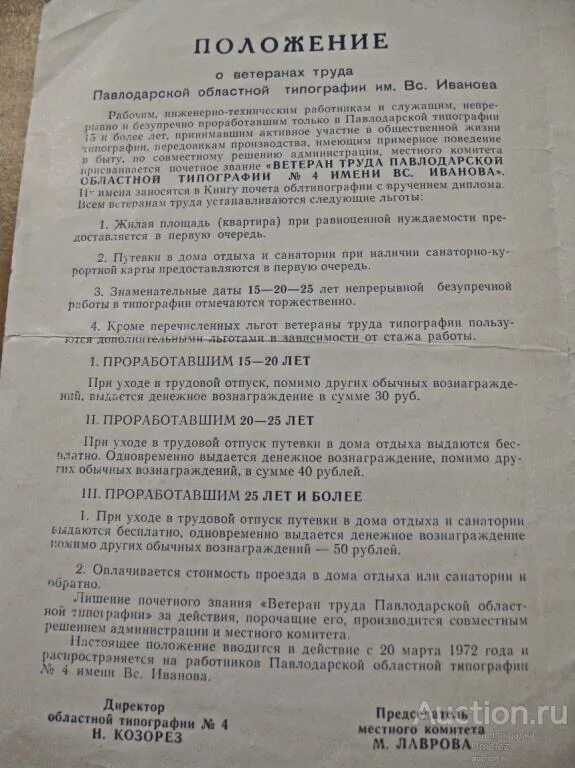 ПОЛОЖЕНИЕ
о ветеранах труда
Павлодарской областной типографии им. Вс. Иванова
Рабочим, инженерно-техническим работникам и служащим, непре-
рывно и безупречно проработавшим только в Павлодарской типографии
15 и более лет, принимавшим активное участие в общественной жизни
типографии, передовикам производства, имеющим примерное поведение
в быту, по совместному решению администрации, местного комитета
присваивается почетное звание «ВЕТЕРАН ТРУДА ПАВЛОДАРСКОЙ
ОБЛАСТНОЙ ТИПОГРАФИИ № 4 ИМЕНИ ВС. ИВАНОВА».
имена заносятся в Книгу почета облтипографии с вручением диплома.
Всем ветеранам труда устанавливаются следующие льготы:
1. Жилая площадь (квартира) при равноценной нуждаемости пре-
доставляется в первую очередь.
2. Путевки в дома отдыха и санатории при наличии санаторно-ку-
рортной карты предоставляются в первую очередь.
3. Знаменательные даты 15—20—25 лет непрерывной безупречной
работы в типографии отмечаются торжественно.
4. Кроме перечисленных льгот ветераны труда типографии пользу-
ются дополнительными льготами в зависимости от стажа работы.
I. ПРОРАБОТАВШИМ 15—20 ЛЕТ
При уходе в трудовой отпуск, помимо других обычных вознагражде-
ний, выдается денежное вознаграждение в сумме 30 руб.
II. ПРОРАБОТАВШИМ 20—25 ЛЕТ
При уходе в трудовой отпуск путевки в дома отдыха выдаются бес-
платно. Одновременно выдается денежное вознаграждение, помимо дру-
гих обычных вознаграждений, в сумме 40 рублей.
III. ПРОРАБОТАВШИМ 25 ЛЕТ И БОЛЕЕ
1. При уходе в трудовой отпуск путевки в дома отдыха и санатории
выдаются бесплатно, одновременно выдается денежное вознаграждение
помимо других обычных вознаграждений — 50 рублей.
2. Оплачивается стоимость проезда в дома отдыха или санатории и
обратно.
Лишение почетного звания «Ветеран труда Павлодарской област-
ной типографии» за действия, порочащие его, производится совместным
решением администрации и местного комитета.
Настоящее положение вводится в действие с 20 марта 1972 года и
распространяется на работников Павлодарской областной типографии
№ 4 имени Вс. Иванова.
Директор
областной типографии № 4
Н. КОЗОРЕЗ
Председатель
местного комитета
М. ЛАВРОВА
Auction.ru